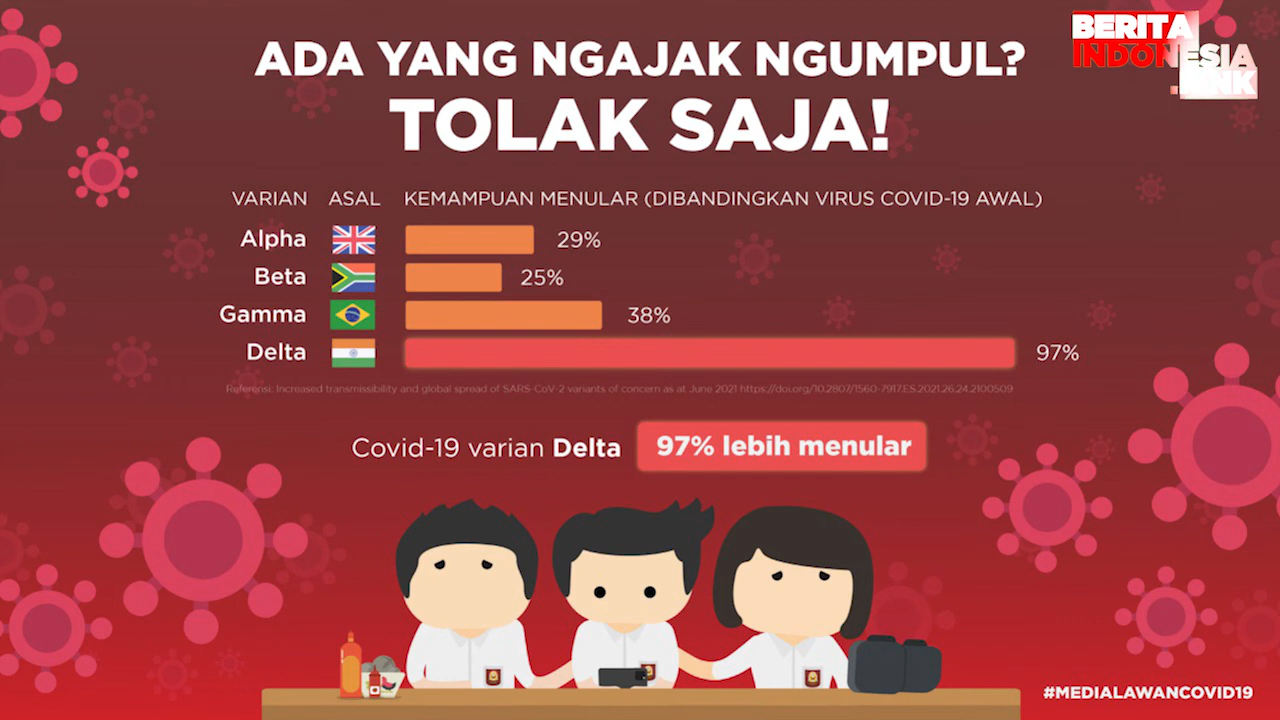 BERITA
INDONESIA
ADA YANG NGAJAK NGUMPUL?
TOLAK SAJA!
VARIAN ASAL KEMAMPUAN MENULAR (DIBANDINGKAN VIRUS COVID-19 AWAL)
Alpha 29%
Beta 25%
Gamma 38%
Delta 97%
Referensi: Increased transmissibility and global spread of SARS-CoV-2 variants of concern as at June 2021 https://doi.org/10.2807/1560-7917.ES.2021.26.24.2100509
Covid-19 varian Delta 97% lebih menular
#MEDIALAWANCOVID19